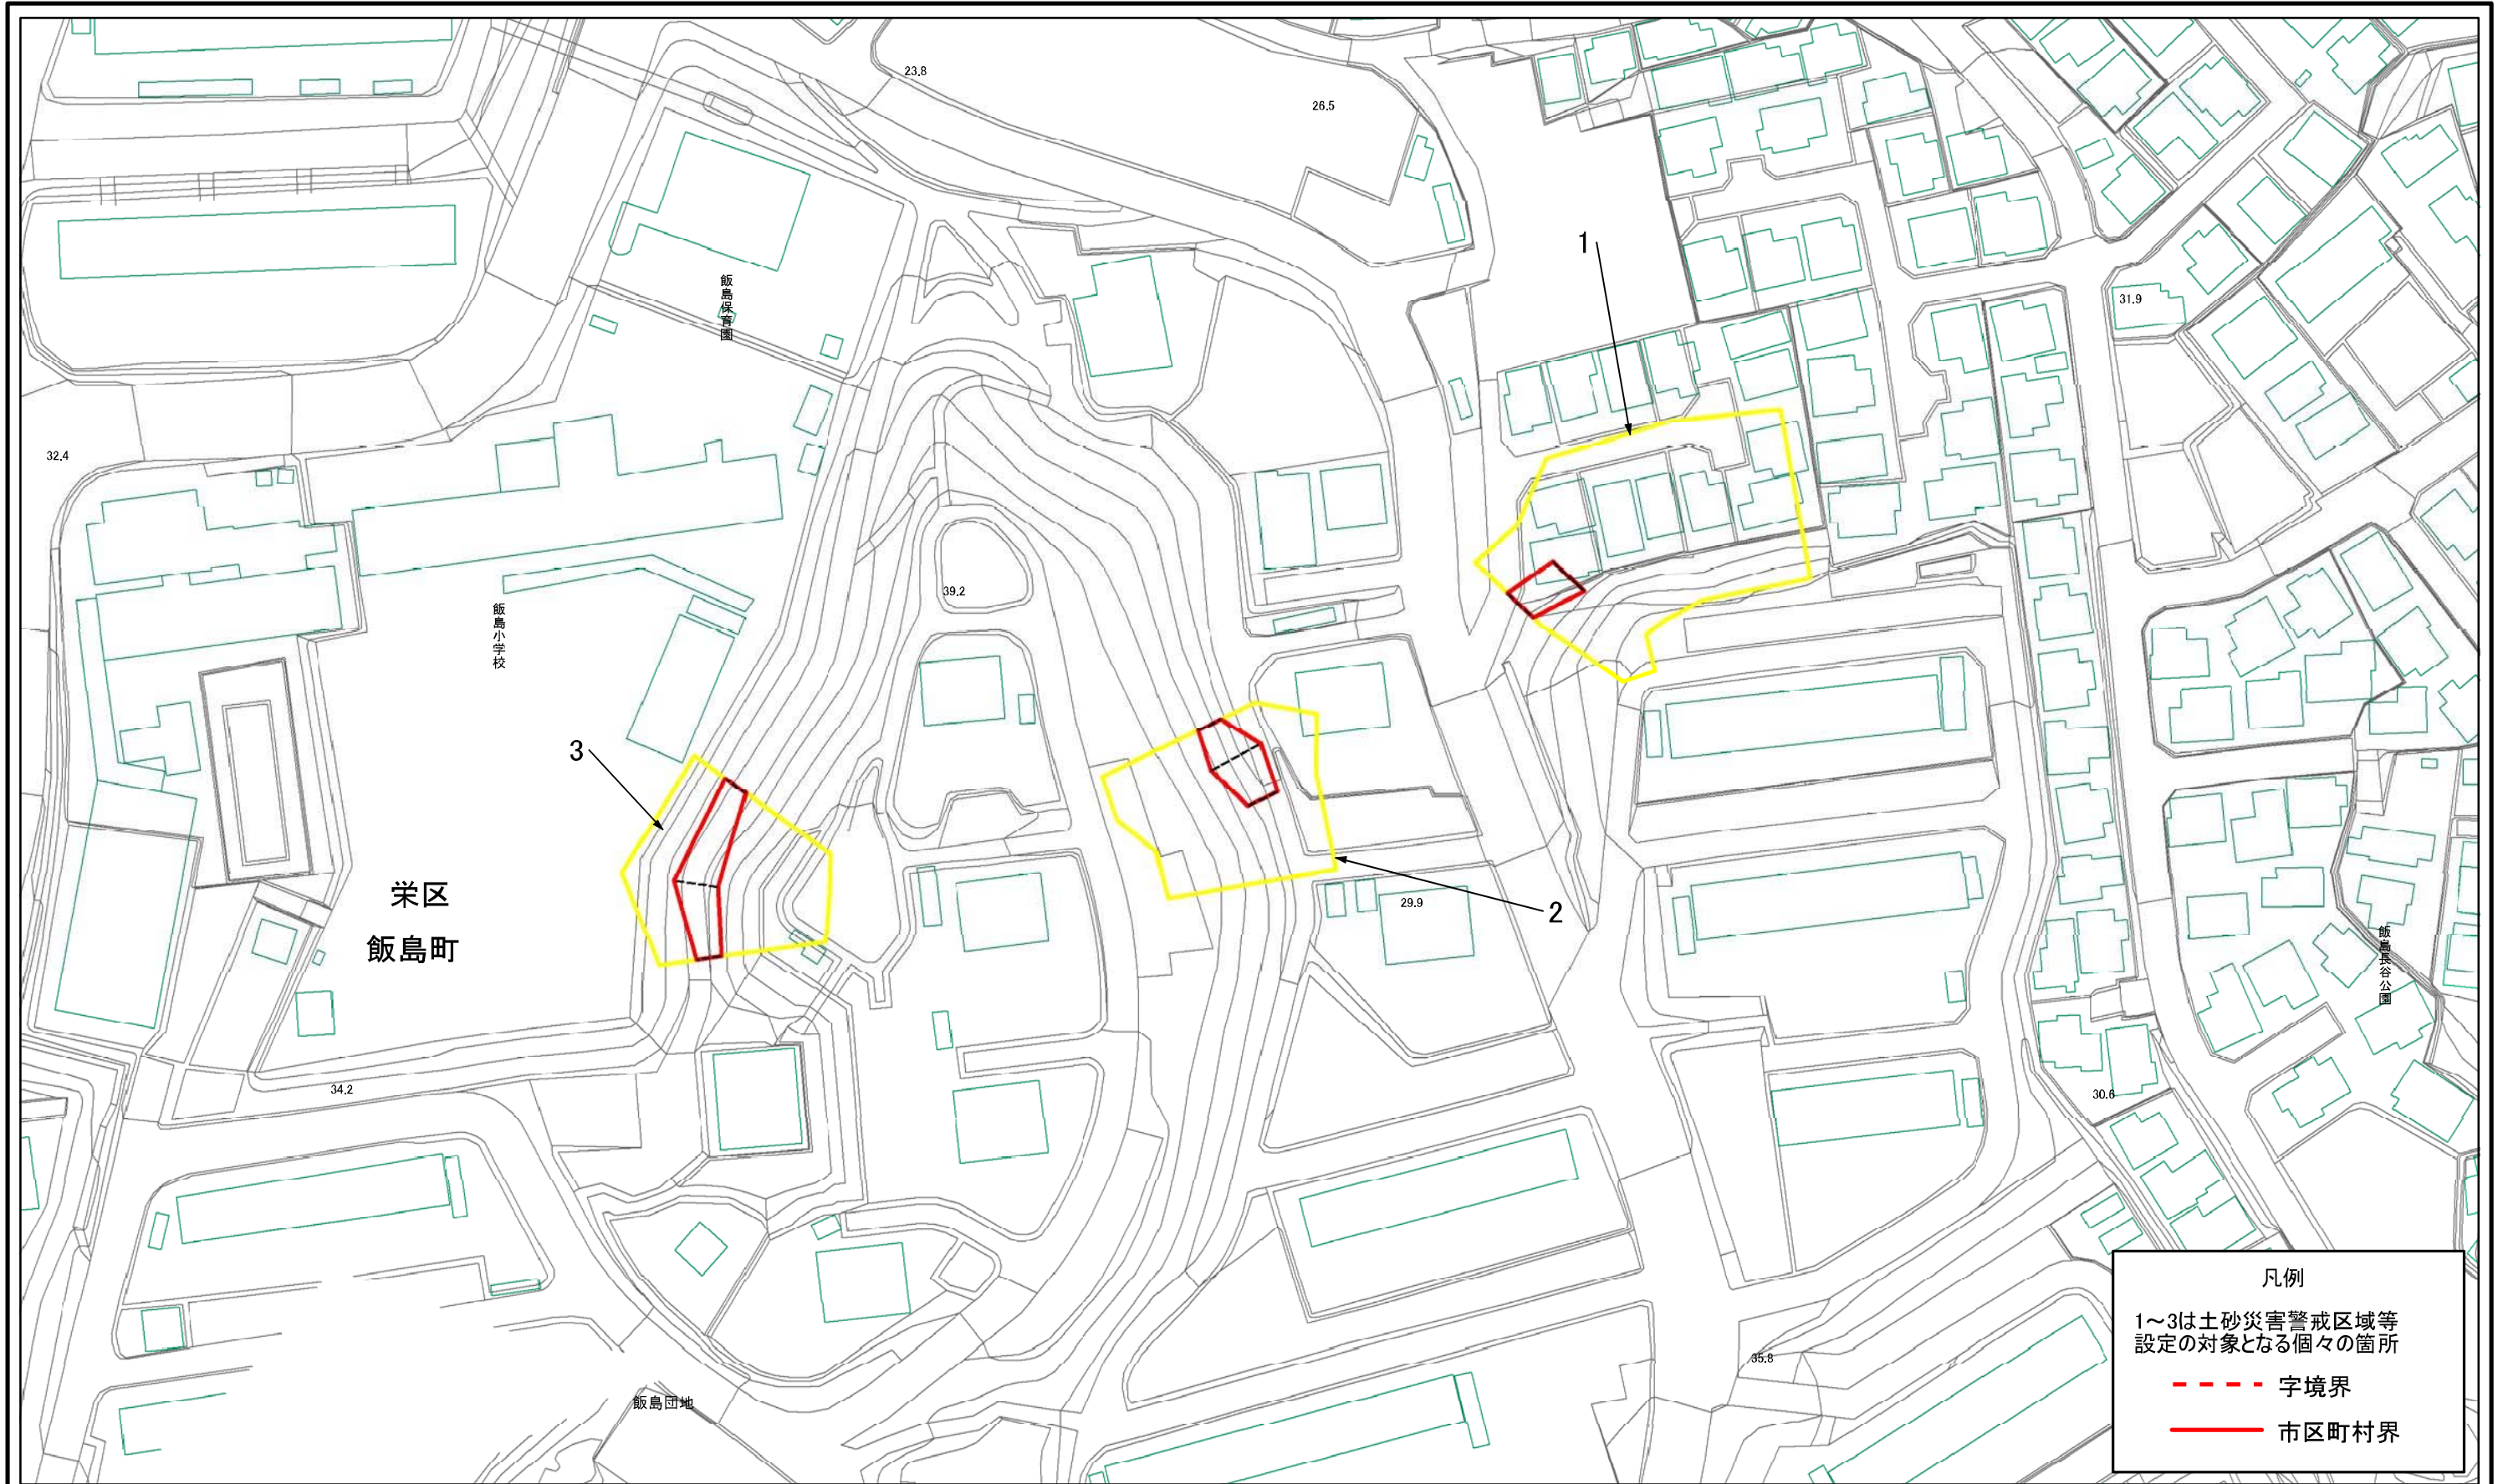 23.8
26.5
1
飯島保育園
31.9
32.4
39.2
飯島小学校
3
栄区
飯島町
2
29.9
飯島長谷公園
34.2
30.6
35.8
飯島団地
凡例
1~3は土砂災害警戒区域等
設定の対象となる個々の箇所
字境界
市区町村界